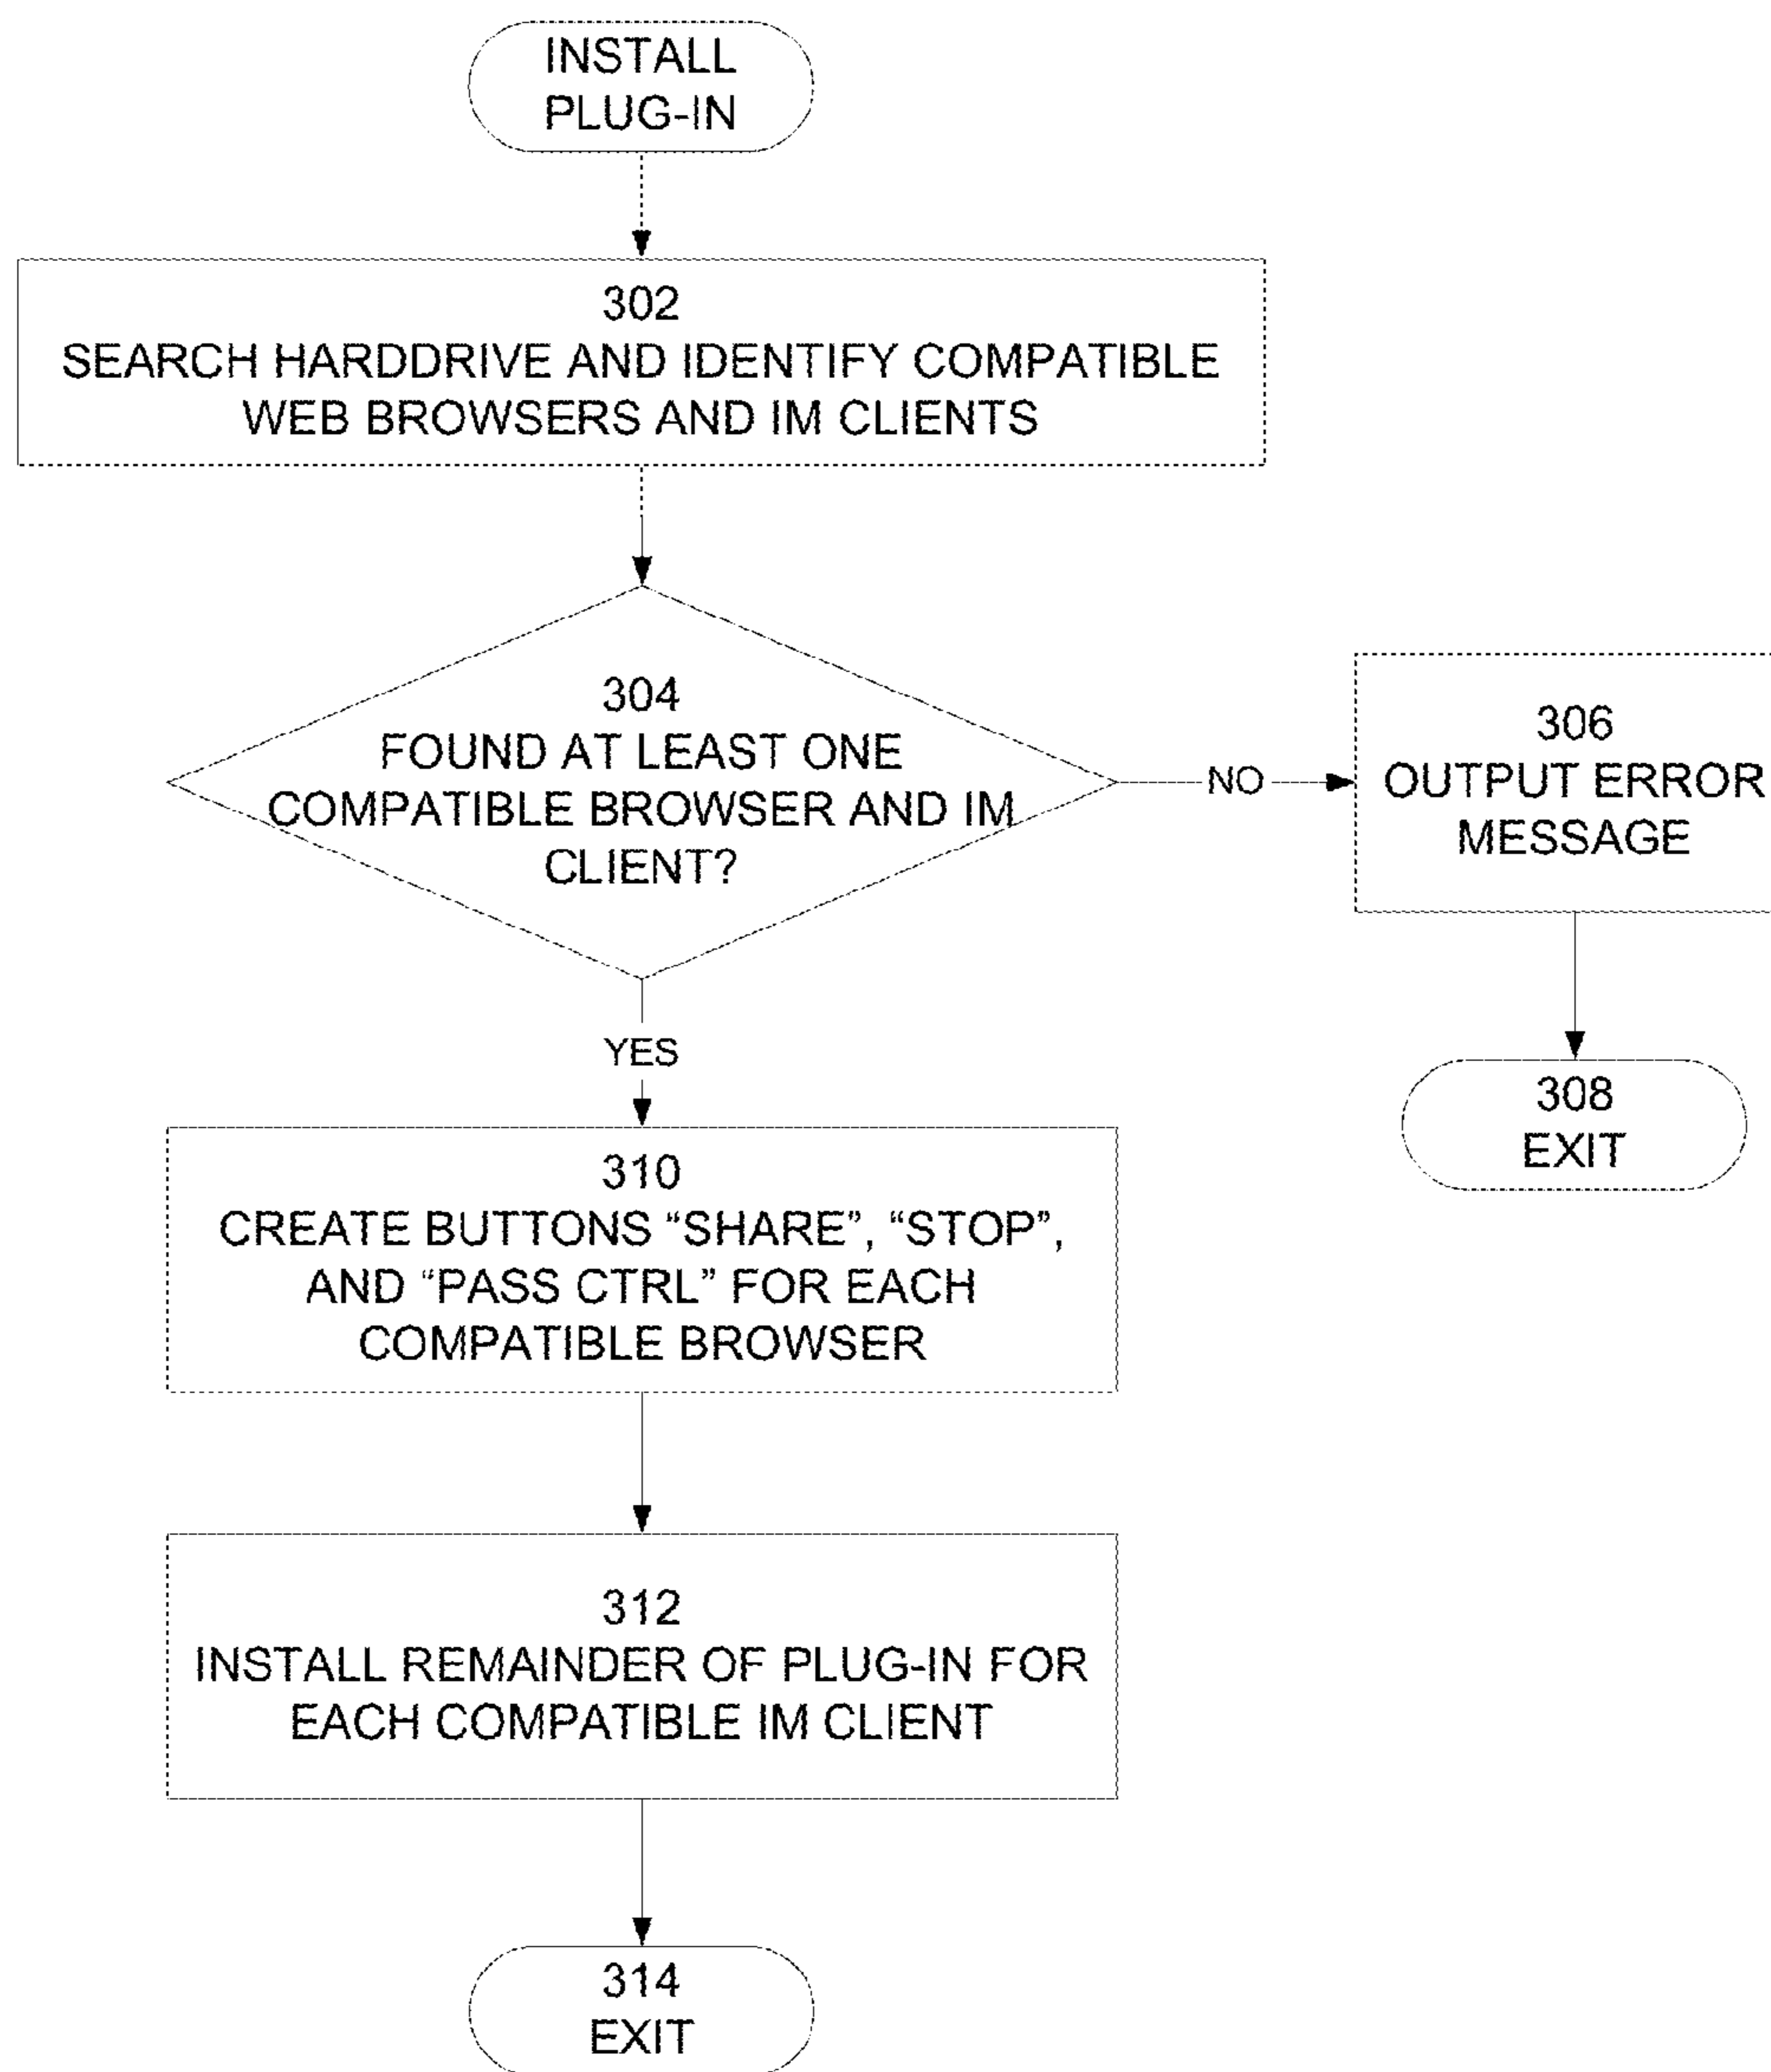 INSTALL
PLUG-IN
302
SEARCH HARDDRIVE AND IDENTIFY COMPATIBLE
WEB BROWSERS AND IM CLIENTS
304
FOUND AT LEAST ONE
COMPATIBLE BROWSER AND IM
CLIENT?
NO
306
OUTPUT ERROR
MESSAGE
308
EXIT
YES
310
CREATE BUTTONS “SHARE”, “STOP”,
AND “PASS CTRL” FOR EACH
COMPATIBLE BROWSER
312
INSTALL REMAINDER OF PLUG-IN FOR
EACH COMPATIBLE IM CLIENT
314
EXIT